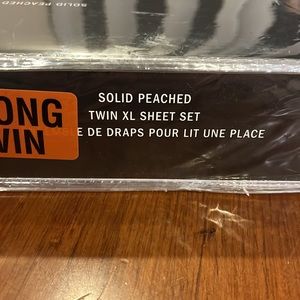 SOLID PEACHED
ONG
WIN
SOLID PEACHED
TWIN XL SHEET SET
E DE DRAPS POUR LIT UNE PLACE